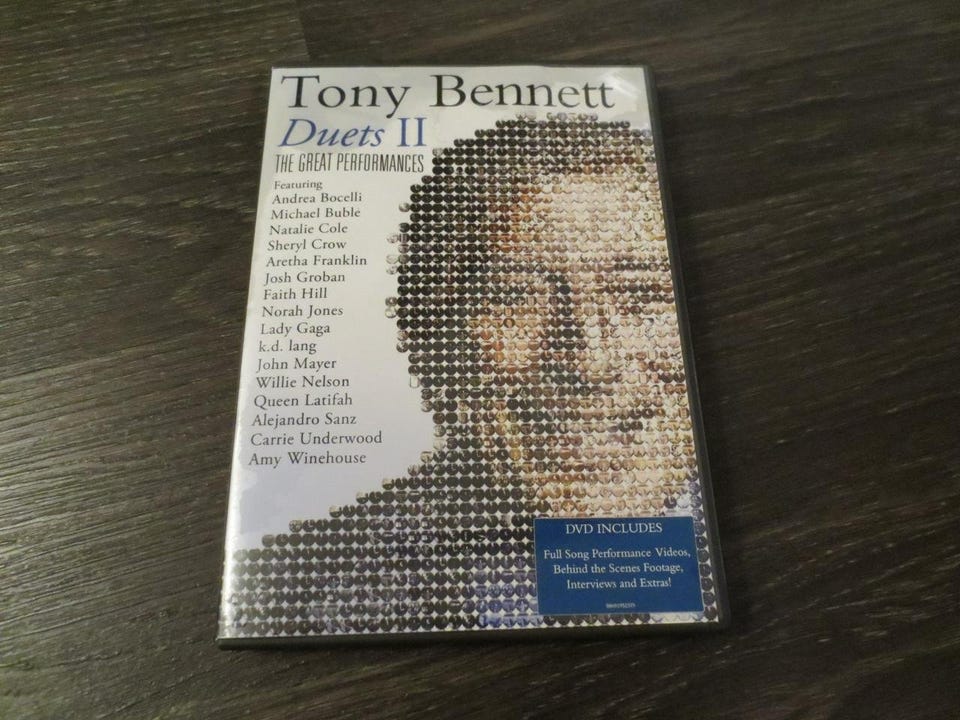 Tony Bennett
Duets II
THE GREAT PERFORMANCES
Featuring
Andrea Bocelli
Michael Buble
Natalie Cole
Sheryl Crow
Aretha Franklin
Josh Groban
Faith Hill
Norah Jones
Lady Gaga
k.d. lang
John Mayer
Willie Nelson
Queen Latifah
Alejandro Sanz
Carrie Underwood
Amy Winehouse
DVD INCLUDES
Full Song Performance Videos,
Behind the Scenes Footage,
Interviews and Extras!